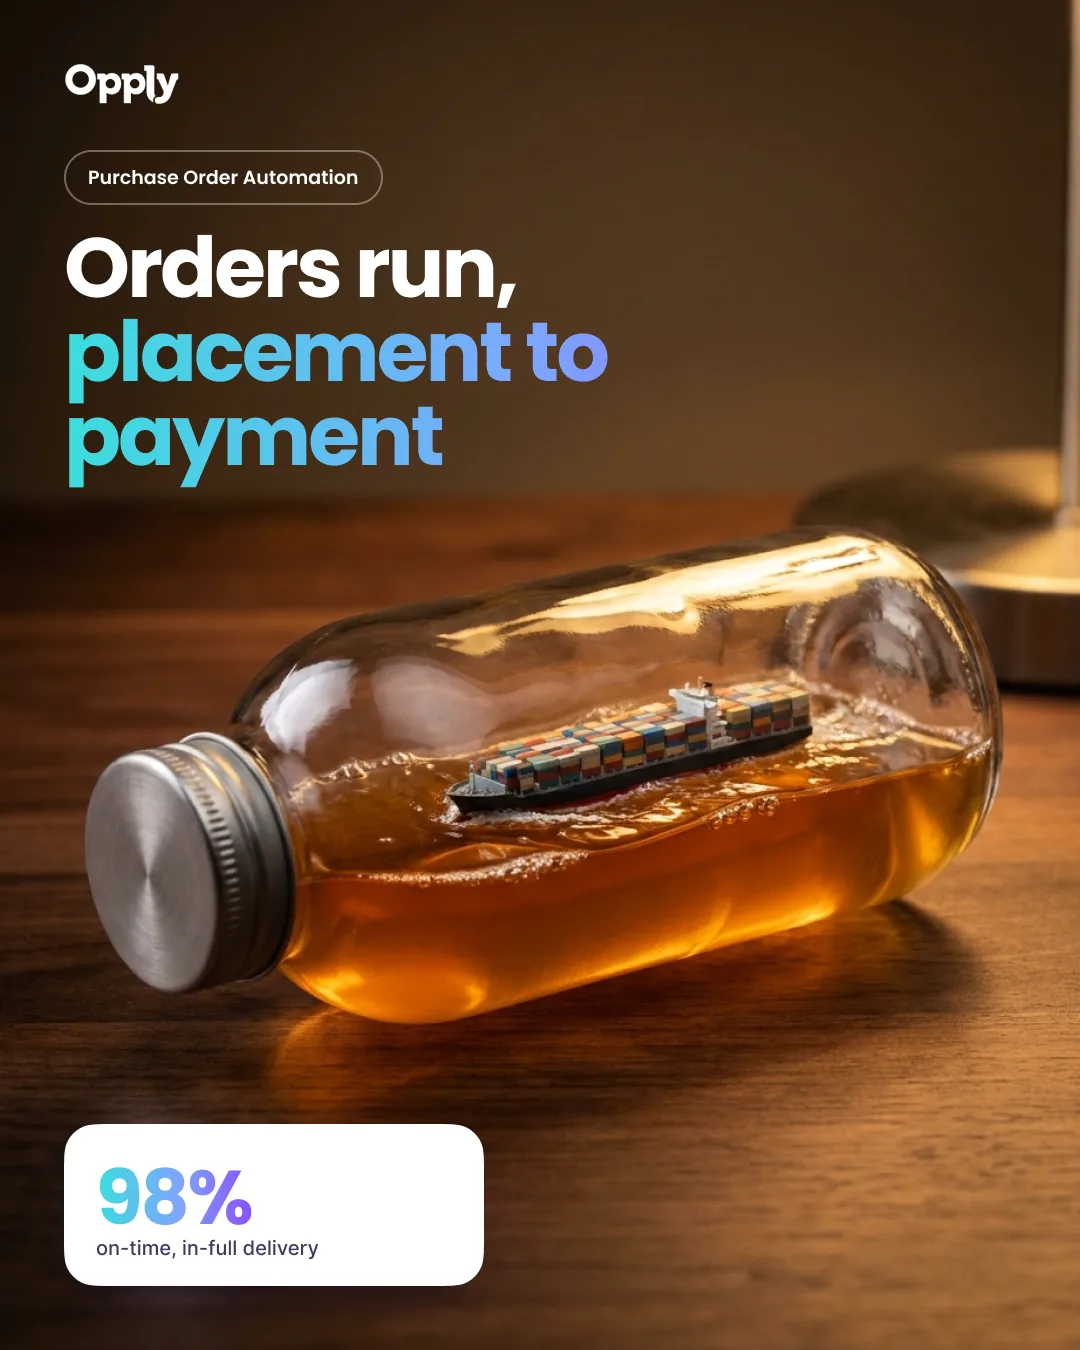 Opply
Purchase Order Automation
Orders run,
placement to
payment
98%
on-time, in-full delivery